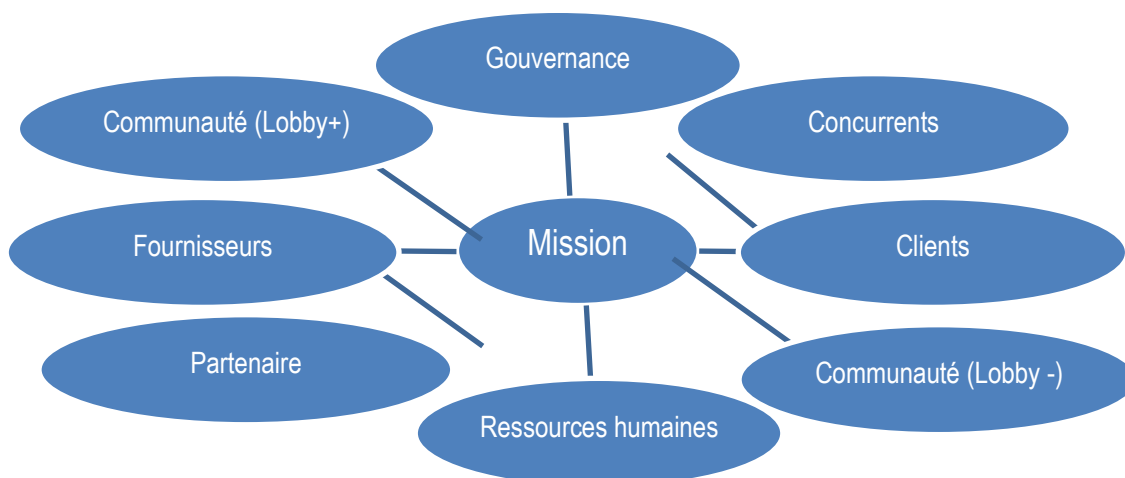 Gouvernance
Communauté (Lobby+)
Concurrents
Fournisseurs
Mission
Clients
Partenaire
Communauté (Lobby -)
Ressources humaines